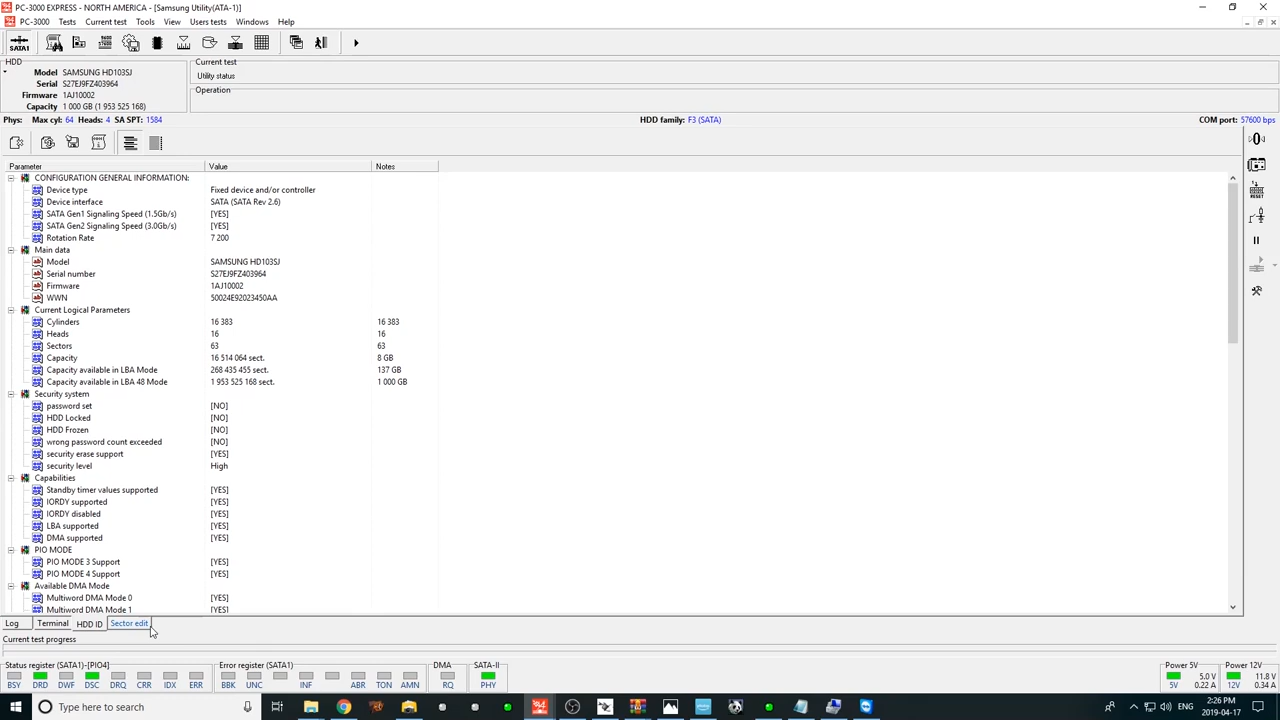 PC-3000 EXPRESS - NORTH AMERICA - [Samsung Utility(ATA-1)]
PC-3000 Tests Current test Tools View Users tests Windows Help
SATA1
HDD
Model SAMSUNG HD103SJ
Serial S27EJ9FZ403964
Firmware 1AJ10002
Capacity 1 000 GB (1 953 525 168)
Current test
Utility status
Operation
Phys: Max cyl: 64 Heads: 4 SA SPT: 1584 HDD family: F3 (SATA) COM port: 57600 bps
Parameter Value Notes
CONFIGURATION GENERAL INFORMATION:
Device type Fixed device and/or controller
Device interface SATA (SATA Rev 2.6)
SATA Gen1 Signaling Speed (1.5Gb/s) [YES]
SATA Gen2 Signaling Speed (3.0Gb/s) [YES]
Rotation Rate 7 200
Main data
Model SAMSUNG HD103SJ
Serial number S27EJ9FZ403964
Firmware 1AJ10002
WWN 50024E92023450AA
Current Logical Parameters
Cylinders 16 383 16 383
Heads 16 16
Sectors 63 63
Capacity 16 514 064 sect. 8 GB
Capacity available in LBA Mode 268 435 455 sect. 137 GB
Capacity available in LBA 48 Mode 1 953 525 168 sect. 1 000 GB
Security system
password set [NO]
HDD Locked [NO]
HDD Frozen [NO]
wrong password count exceeded [NO]
security erase support [YES]
security level High
Capabilities
Standby timer values supported [YES]
IORDY supported [YES]
IORDY disabled [YES]
LBA supported [YES]
DMA supported [YES]
PIO MODE
PIO MODE 3 Support [YES]
PIO MODE 4 Support [YES]
Available DMA Mode
Multiword DMA Mode 0 [YES]
Multiword DMA Mode 1 [YES]
Log Terminal HDD ID Sector edit
Current test progress
Status register (SATA1)-[PIO4] Error register (SATA1) DMA SATA-II Power 5V Power 12V
BSY DRD DWF DSC DRQ CRR IDX ERR BBK UNC INF ABR TON AMN RQ PHY 5V 5.0 V 0.22 A 12V 11.8 V 0.34 A
Type here to search
2:26 PM
2019-04-17